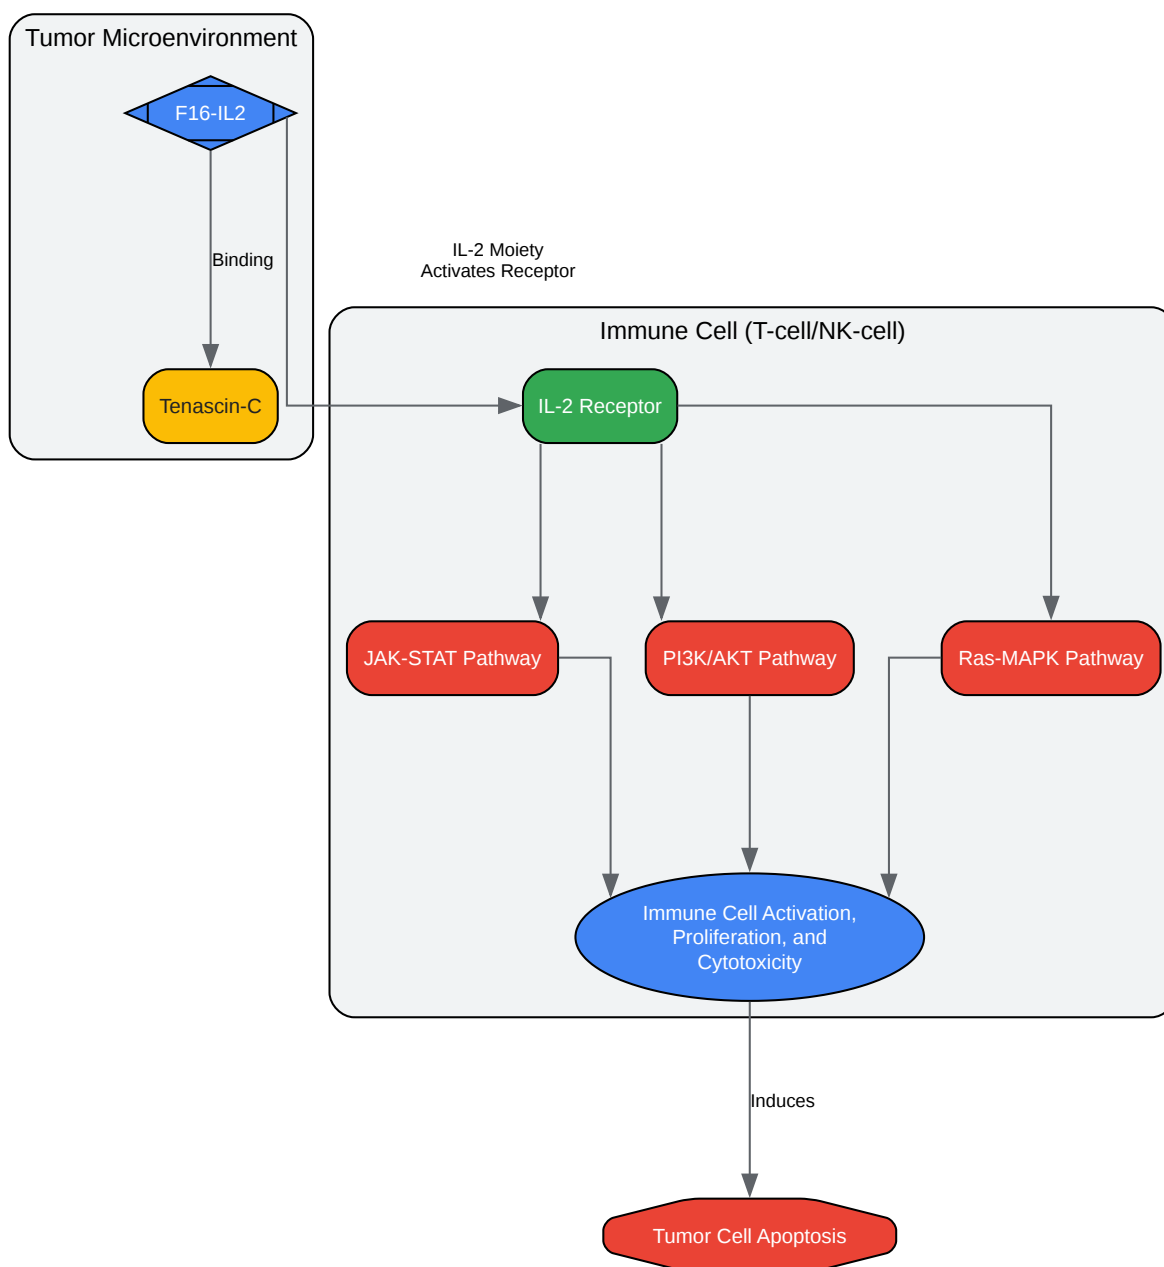 Tumor Microenvironment
F16-IL2
Binding
IL-2 Moiety
Activates Receptor
Immune Cell (T-cell/NK-cell)
Tenascin-C
IL-2 Receptor
JAK-STAT Pathway
PI3K/AKT Pathway
Ras-MAPK Pathway
Immune Cell Activation,
Proliferation, and
Cytotoxicity
Induces
Tumor Cell Apoptosis